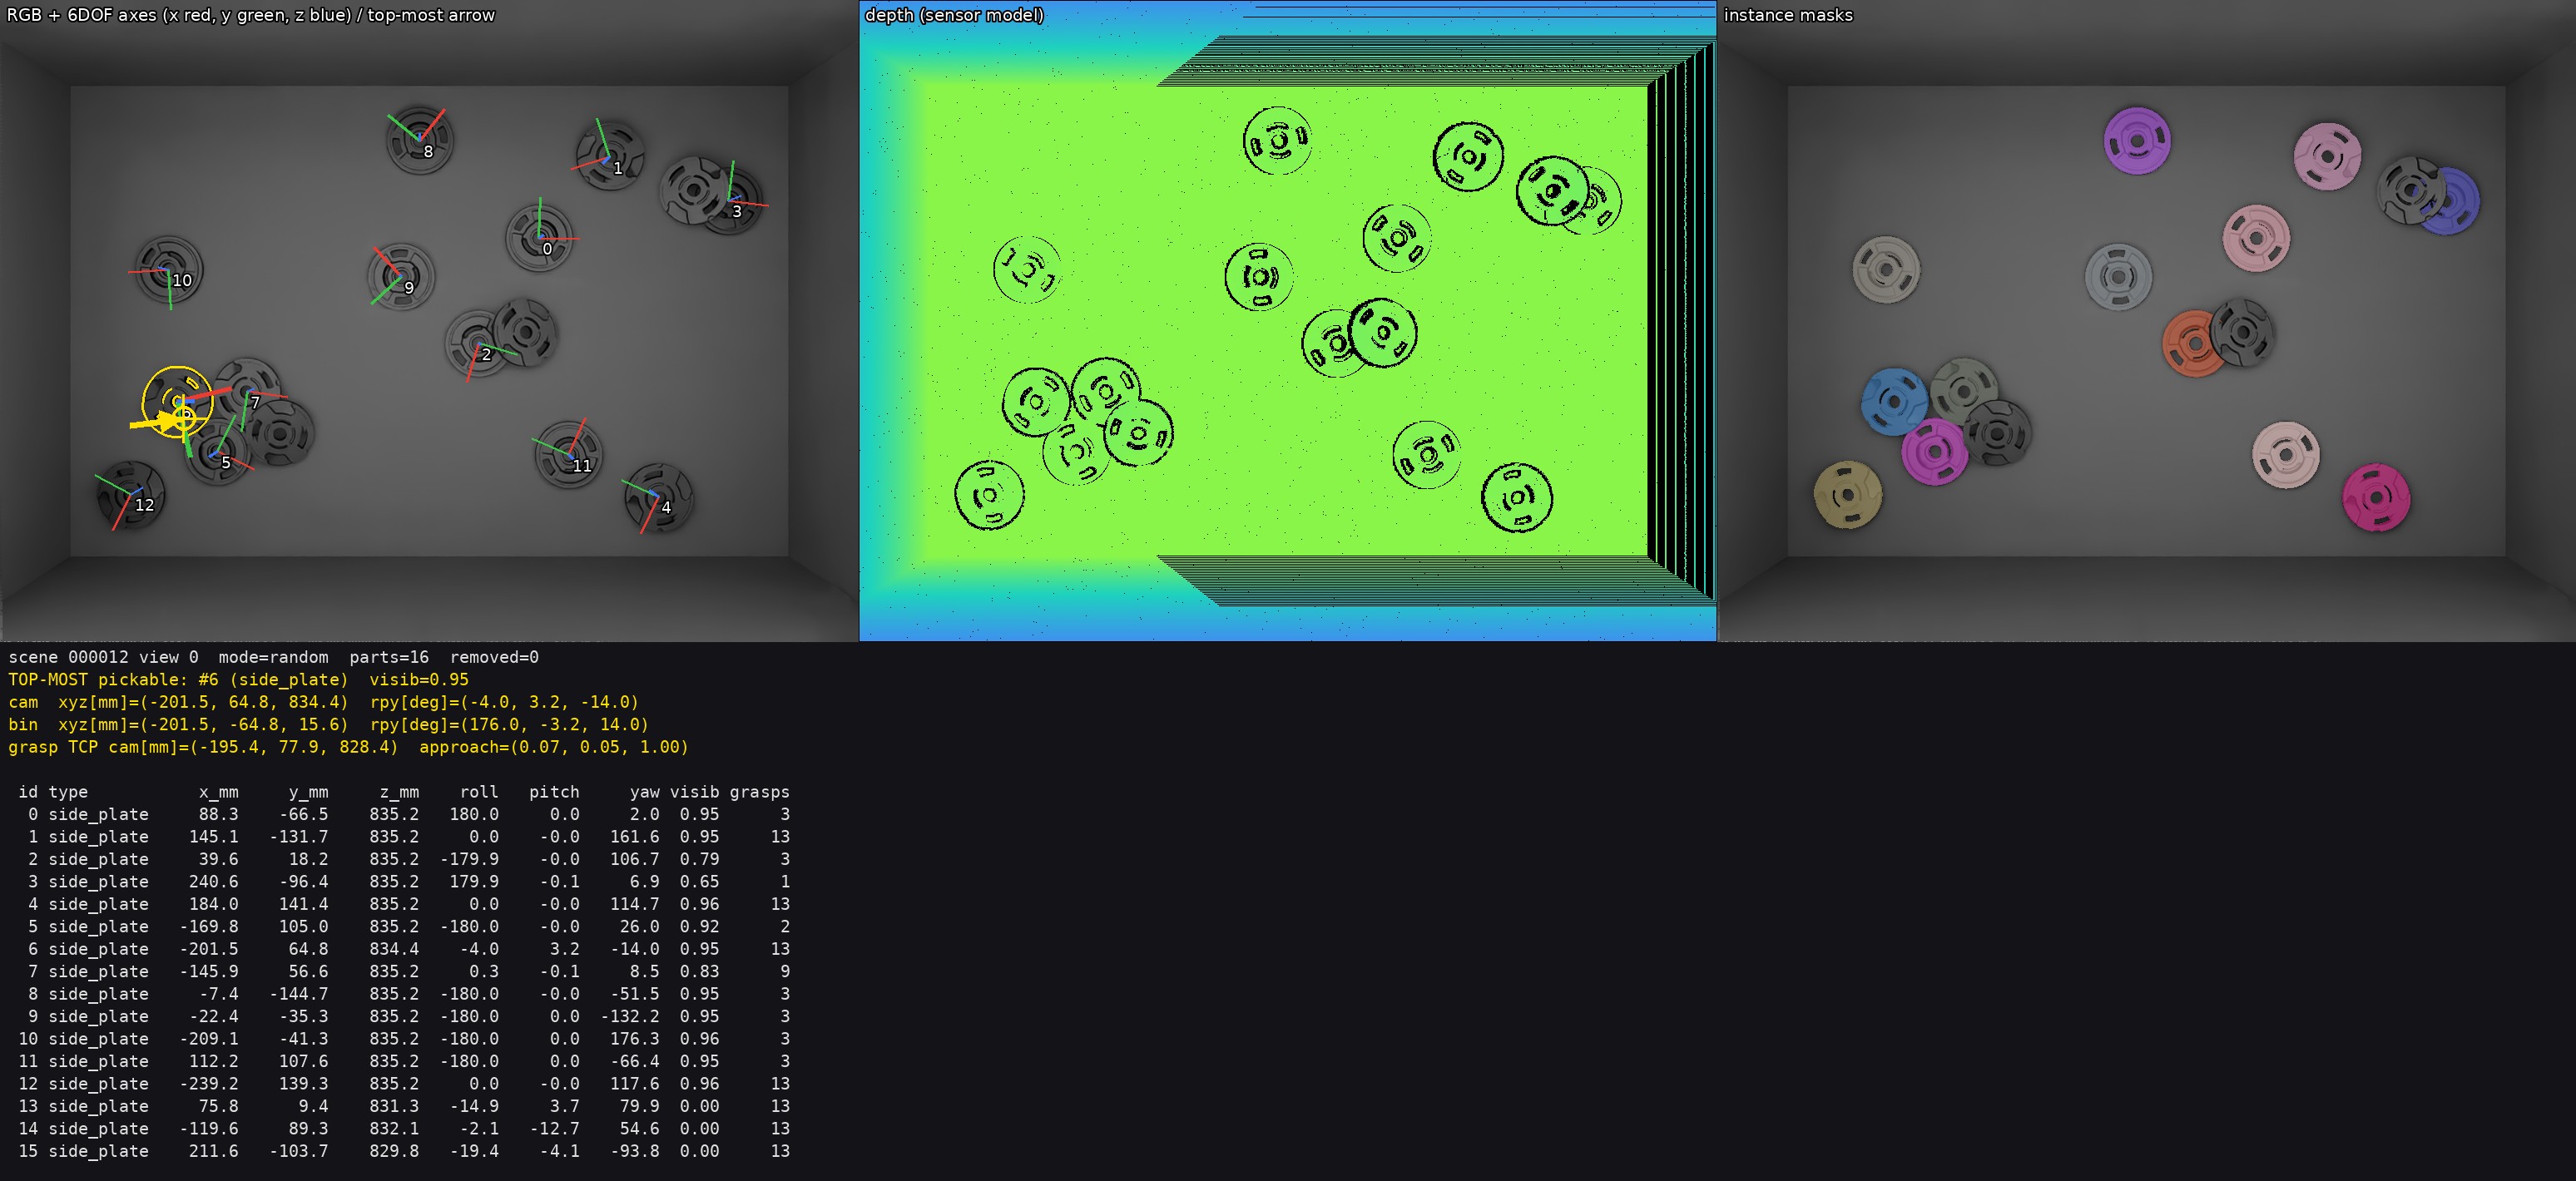 RGB + 6DOF axes (x red, y green, z blue) / top-most arrow
depth (sensor model)
instance masks
8
1
3
0
10
9
2
6
7
5
11
12
4
scene 000012 view 0  mode=random  parts=16  removed=0
TOP-MOST pickable: #6 (side_plate)  visib=0.95
cam  xyz[mm]=(-201.5, 64.8, 834.4)  rpy[deg]=(-4.0, 3.2, -14.0)
bin  xyz[mm]=(-201.5, -64.8, 15.6)  rpy[deg]=(176.0, -3.2, 14.0)
grasp TCP cam[mm]=(-195.4, 77.9, 828.4)  approach=(0.07, 0.05, 1.00)
id type x_mm y_mm z_mm roll pitch yaw visib grasps
0 side_plate 88.3 -66.5 835.2 180.0 0.0 2.0 0.95 3
1 side_plate 145.1 -131.7 835.2 0.0 -0.0 161.6 0.95 13
2 side_plate 39.6 18.2 835.2 -179.9 -0.0 106.7 0.79 3
3 side_plate 240.6 -96.4 835.2 179.9 -0.1 6.9 0.65 1
4 side_plate 184.0 141.4 835.2 0.0 -0.0 114.7 0.96 13
5 side_plate -169.8 105.0 835.2 -180.0 -0.0 26.0 0.92 2
6 side_plate -201.5 64.8 834.4 -4.0 3.2 -14.0 0.95 13
7 side_plate -145.9 56.6 835.2 0.3 -0.1 8.5 0.83 9
8 side_plate -7.4 -144.7 835.2 -180.0 -0.0 -51.5 0.95 3
9 side_plate -22.4 -35.3 835.2 -180.0 0.0 -132.2 0.95 3
10 side_plate -209.1 -41.3 835.2 -180.0 0.0 176.3 0.96 3
11 side_plate 112.2 107.6 835.2 -180.0 0.0 -66.4 0.95 3
12 side_plate -239.2 139.3 835.2 0.0 -0.0 117.6 0.96 13
13 side_plate 75.8 9.4 831.3 -14.9 3.7 79.9 0.00 13
14 side_plate -119.6 89.3 832.1 -2.1 -12.7 54.6 0.00 13
15 side_plate 211.6 -103.7 829.8 -19.4 -4.1 -93.8 0.00 13